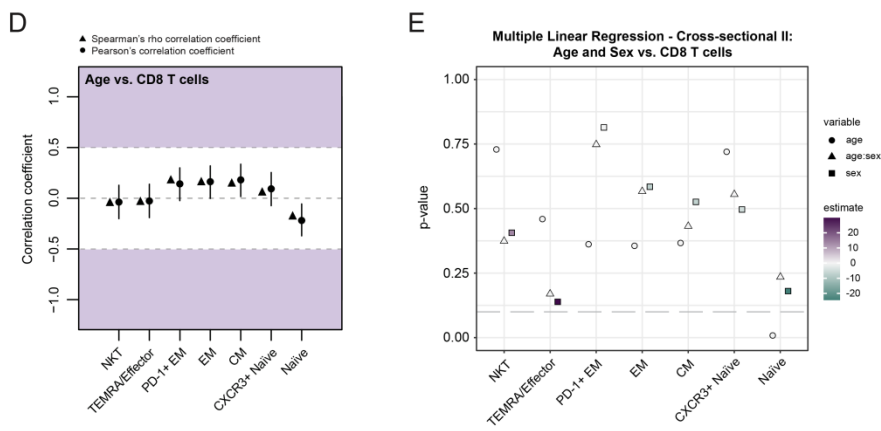 D
▲ Spearman's rho correlation coefficient
● Pearson's correlation coefficient
Age vs. CD8 T cells
Correlation coefficient
1.0
0.5
0.0
−0.5
−1.0
NKT
TEMRA/Effector
PD-1+ EM
EM
CM
CXCR3+ Naïve
Naïve
E
Multiple Linear Regression - Cross-sectional II:
Age and Sex vs. CD8 T cells
p-value
1.00
0.75
0.50
0.25
0.00
NKT
TEMRA/Effector
PD-1+ EM
EM
CM
CXCR3+ Naïve
Naïve
variable
age
age:sex
sex
estimate
20
10
0
-10
-20